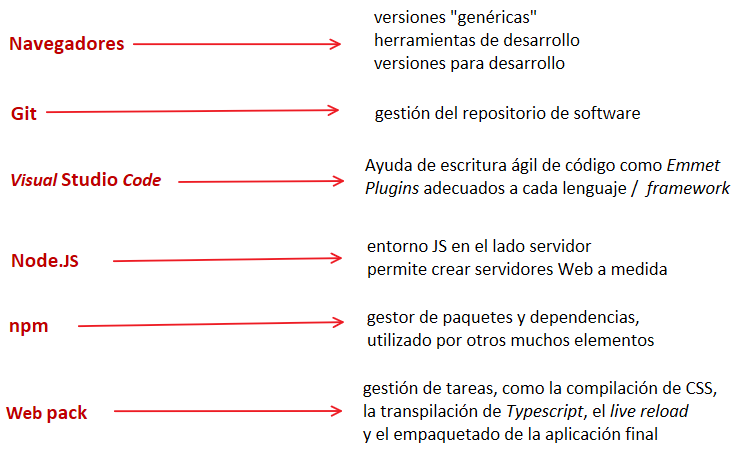 Navegadores
versiones "genéricas"
herramientas de desarrollo
versiones para desarrollo
Git
gestión del repositorio de software
Visual Studio Code
Ayuda de escritura ágil de código como Emmet
Plugins adecuados a cada lenguaje / framework
Node.JS
entorno JS en el lado servidor
permite crear servidores Web a medida
npm
gestor de paquetes y dependencias,
utilizado por otros muchos elementos
Web pack
gestión de tareas, como la compilación de CSS,
la transpilación de Typescript, el live reload
y el empaquetado de la aplicación final